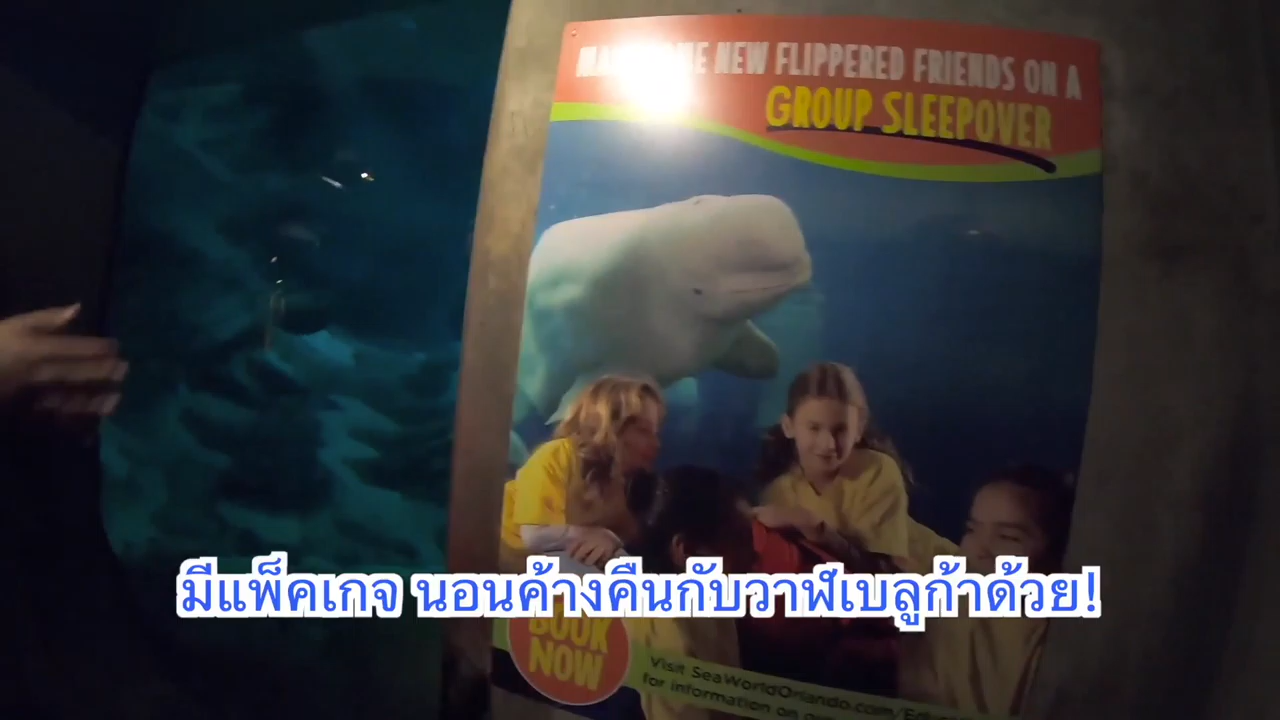 NEW FLIPPERED FRIENDS ON A
GROUP SLEEPOVER
มีแพ็คเกจ นอนค้างคืนกับวาฬเบลูก้าด้วย!
BOOK
NOW
Visit SeaWorldOrlando.com/
for information on